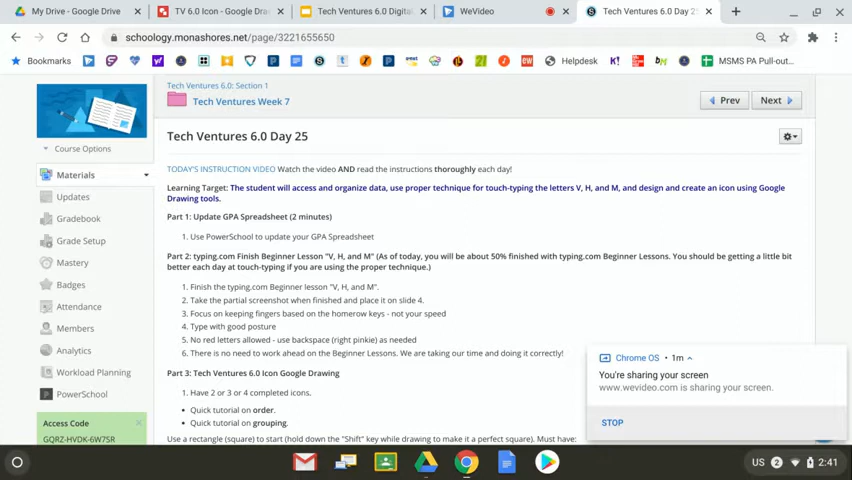 My Drive - Google Drive
TV 6.0 Icon - Google Dra
Tech Ventures 6.0 Digita
WeVideo
Tech Ventures 6.0 Day 25
schoology.monashores.net/page/3221655650
Bookmarks
Helpdesk
MSMS PA Pull-out...
Tech Ventures 6.0: Section 1
Tech Ventures Week 7
Prev
Next
Course Options
Tech Ventures 6.0 Day 25
TODAY'S INSTRUCTION VIDEO Watch the video AND read the instructions thoroughly each day!
Materials
Updates
Gradebook
Grade Setup
Mastery
Badges
Attendance
Members
Analytics
Workload Planning
PowerSchool
Access Code
GQRZ-HVDK-6W7SR
Learning Target: The student will access and organize data, use proper technique for touch-typing the letters V, H, and M, and design and create an icon using Google
Drawing tools.
Part 1: Update GPA Spreadsheet (2 minutes)
1. Use PowerSchool to update your GPA Spreadsheet
Part 2: typing.com Finish Beginner Lesson "V, H, and M" (As of today, you will be about 50% finished with typing.com Beginner Lessons. You should be getting a little bit
better each day at touch-typing if you are using the proper technique.)
1. Finish the typing.com Beginner lesson "V, H, and M".
2. Take the partial screenshot when finished and place it on slide 4.
3. Focus on keeping fingers based on the homerow keys - not your speed
4. Type with good posture
5. No red letters allowed - use backspace (right pinkie) as needed
6. There is no need to work ahead on the Beginner Lessons. We are taking our time and doing it correctly!
Part 3: Tech Ventures 6.0 Icon Google Drawing
1. Have 2 or 3 or 4 completed icons.
• Quick tutorial on order.
• Quick tutorial on grouping.
Use a rectangle (square) to start (hold down the "Shift" key while drawing to make it a perfect square). Must have:
Chrome OS • 1m
You're sharing your screen
www.wevideo.com is sharing your screen.
STOP
US
2
2:41